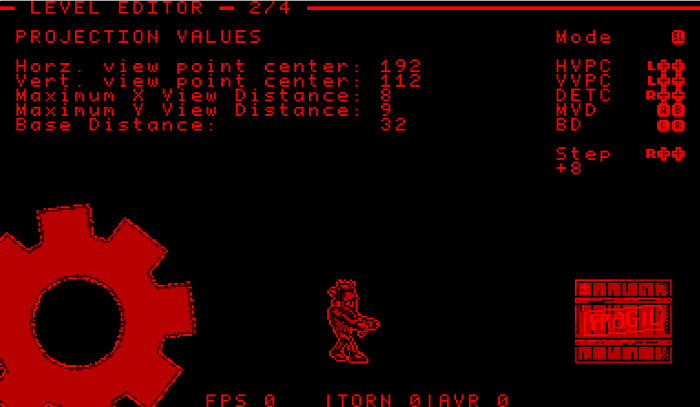 LEVEL EDITOR — 2/4
PROJECTION VALUES
Mode SL
Horz. view point center: 192 HVPC L
Vert. view point center: 112 VVPC L
Maximum X View Distance: 8 DETC R
Maximum Y View Distance: 9 MVD A B
Base Distance: 32 BD L R
Step R
+8
FPS 0 |TORN 0|AVR 0